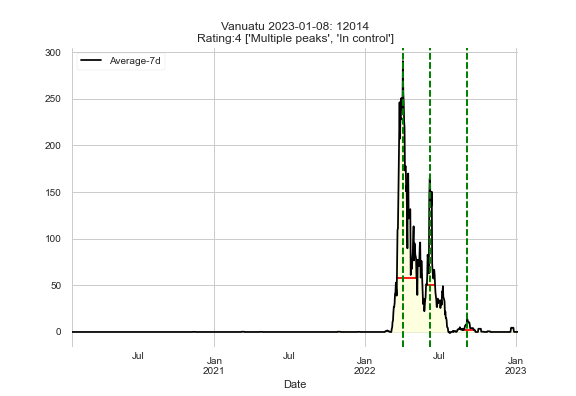 Vanuatu 2023-01-08: 12014
Rating:4 ['Multiple peaks', 'In control']
Average-7d
300
250
200
150
100
50
0
Jul
Jan
2021
Jul
Jan
2022
Jul
Jan
2023
Date